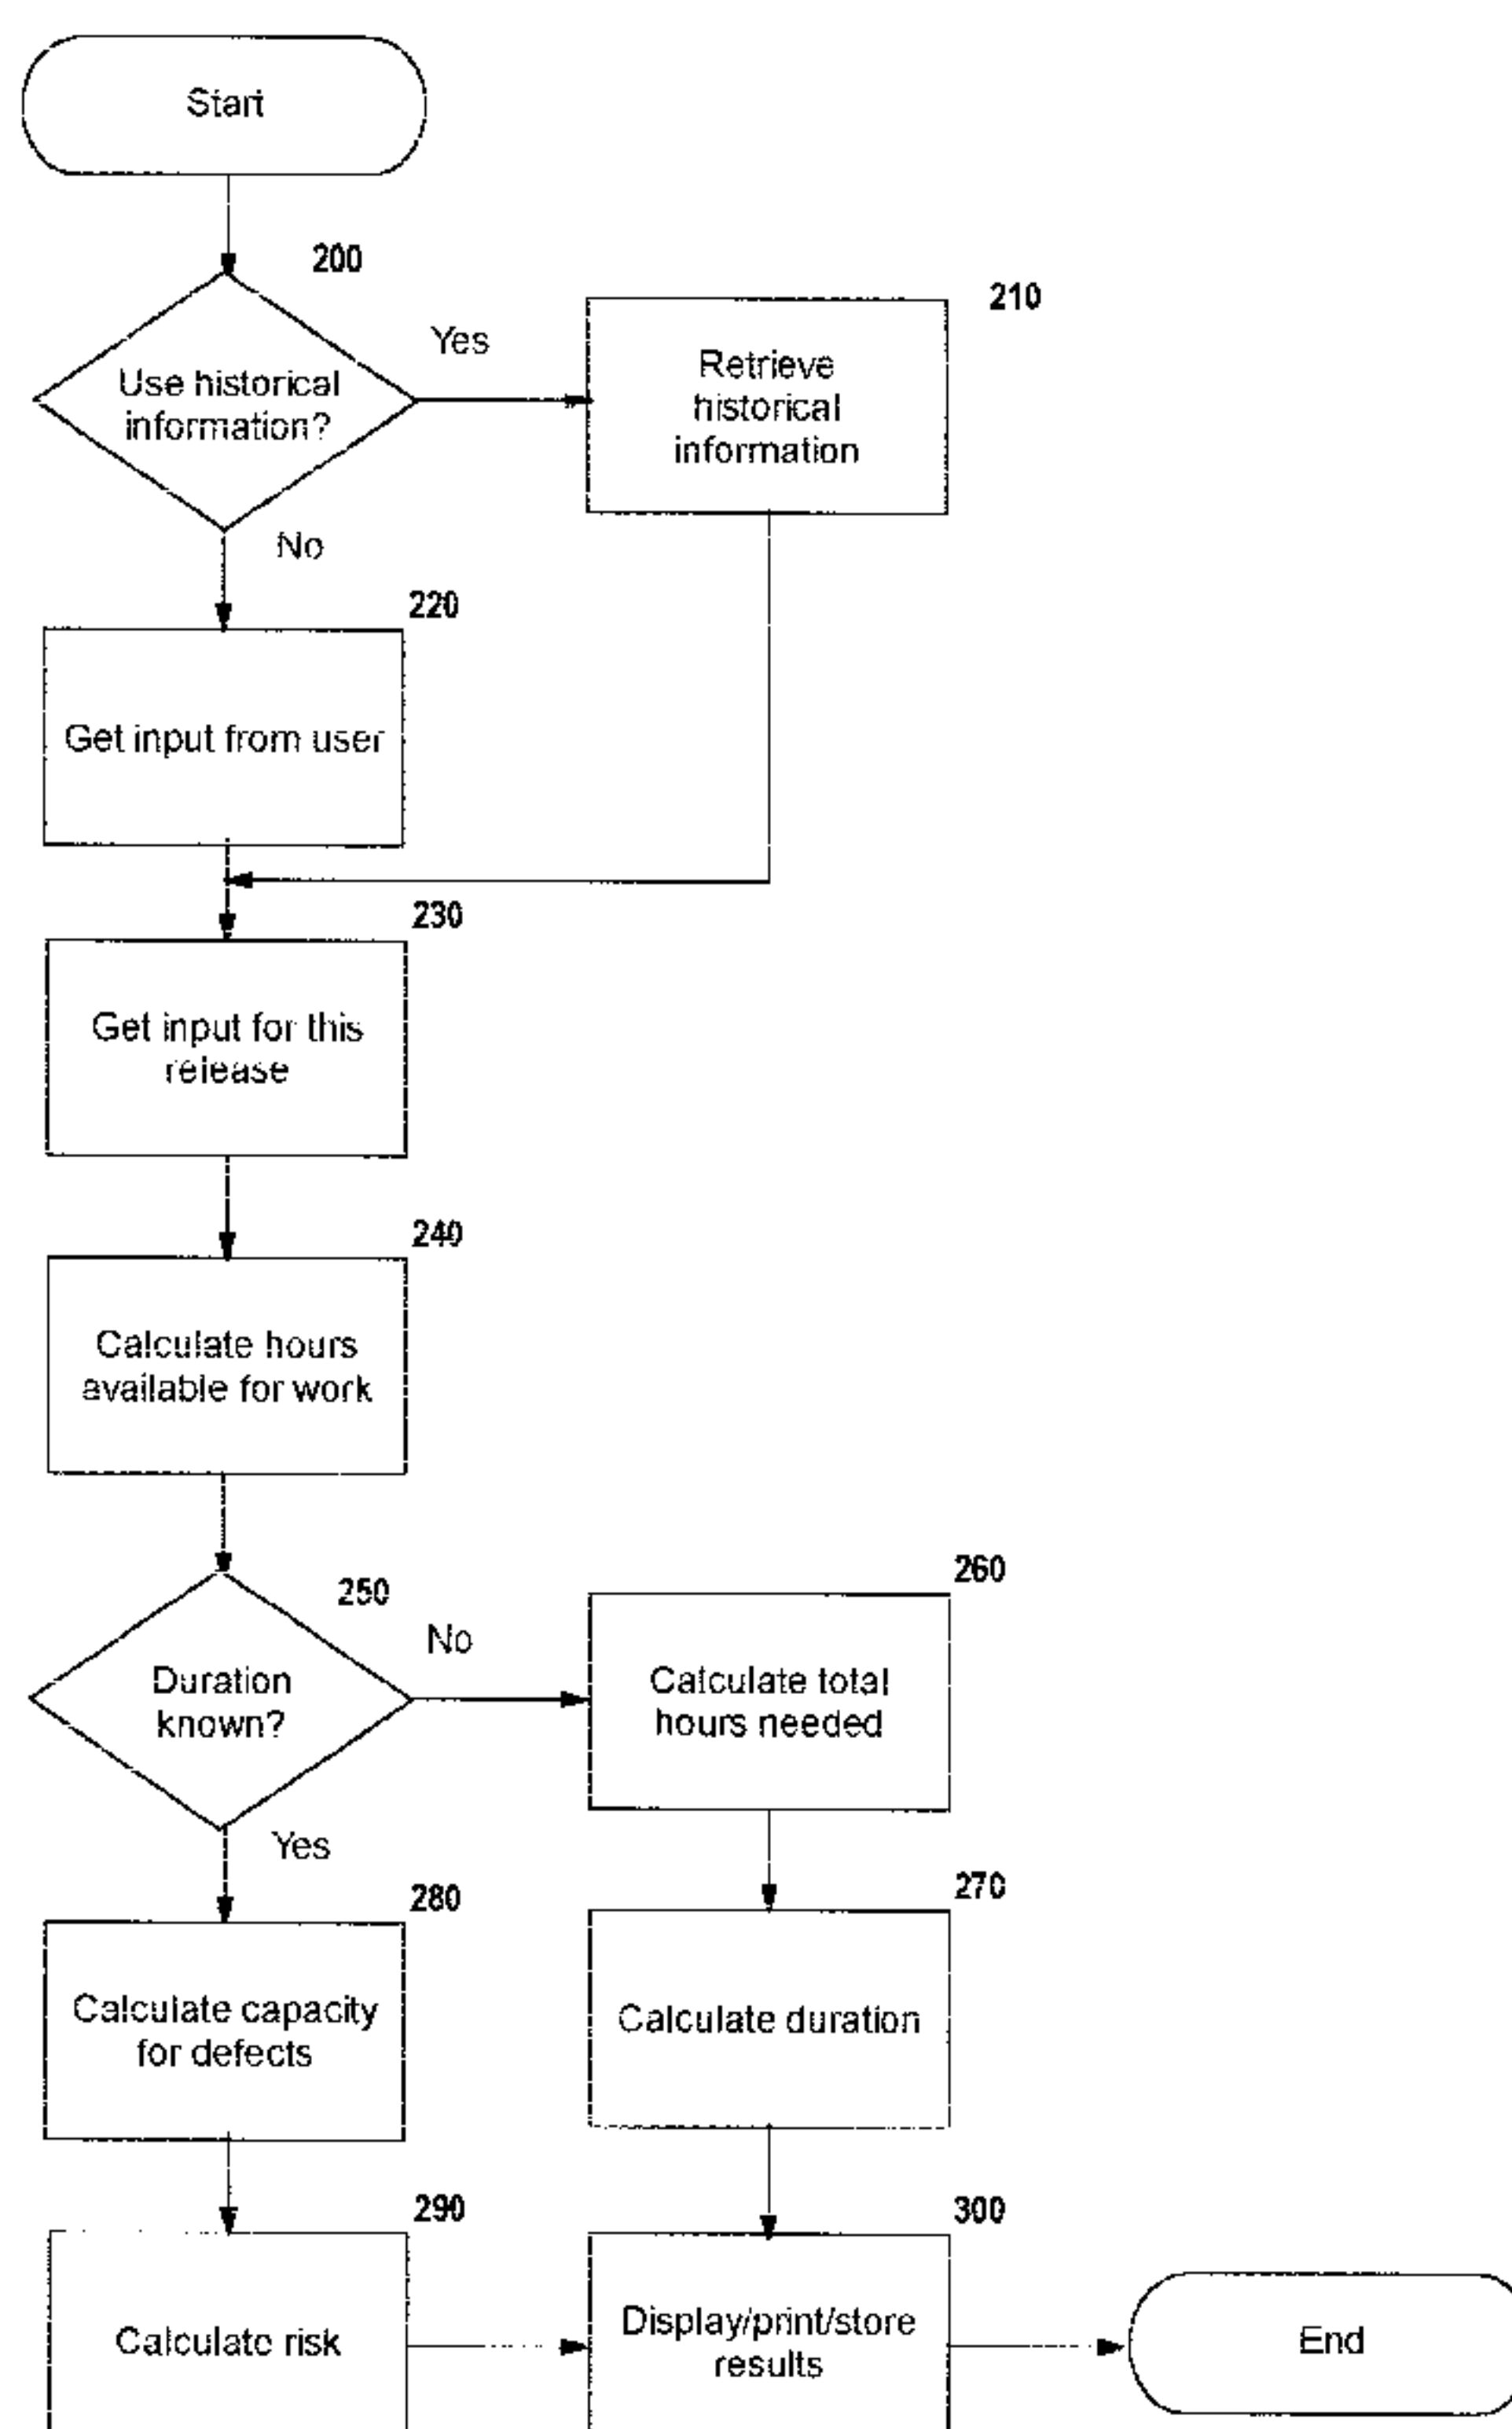 Start
200
Use historical
information?
Yes
210
Retrieve
historical
information
No
220
Get input from user
230
Get input for this
release
240
Calculate hours
available for work
250
Duration
known?
No
260
Calculate total
hours needed
Yes
280
Calculate capacity
for defects
270
Calculate duration
290
Calculate risk
300
Display/print/store
results
End